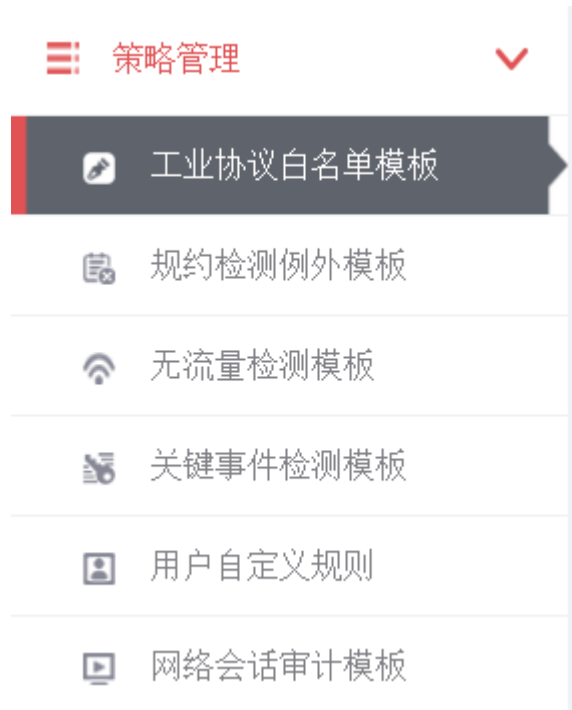 策略管理
工业协议白名单模板
规约检测例外模板
无流量检测模板
关键事件检测模板
用户自定义规则
网络会话审计模板